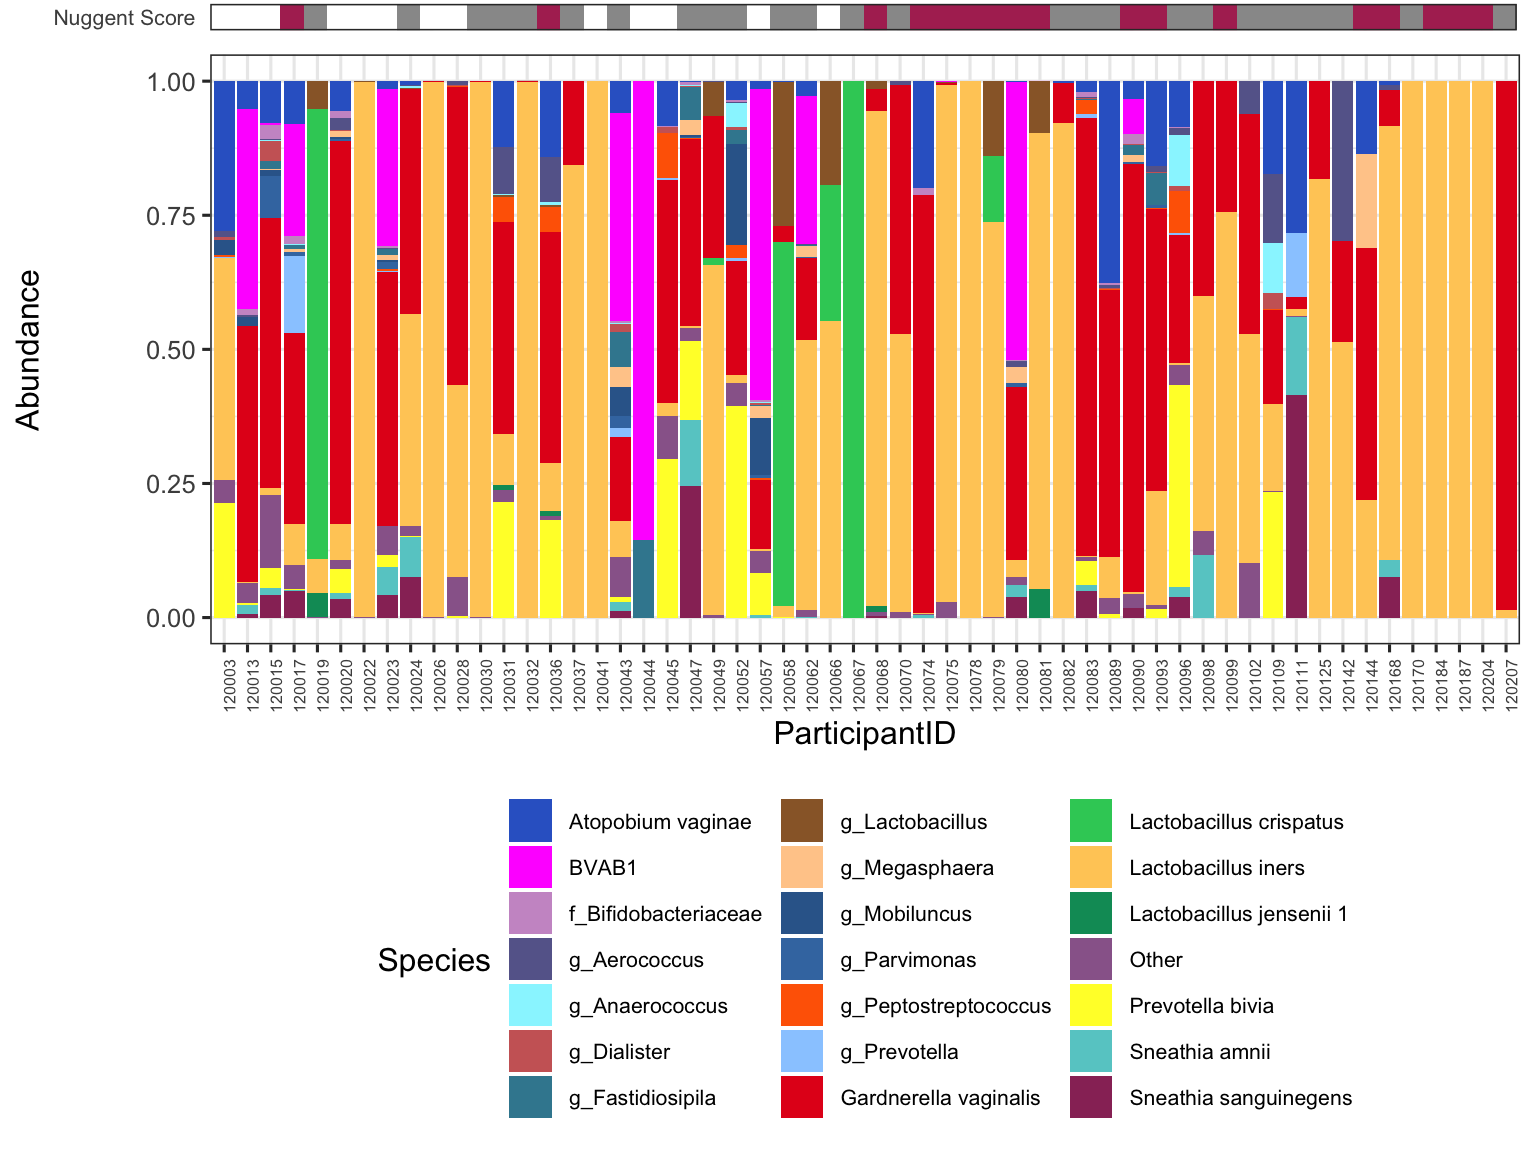 Nuggent Score
1.00
0.75
0.50
0.25
0.00
Abundance
120003 120013 120015 120017 120019 120020 120022 120023 120024 120026 120028 120030 120031 120032 120036 120037 120041 120043 120044 120045 120047 120049 120052 120057 120058 120062 120066 120067 120068 120070 120074 120075 120078 120079 120080 120081 120082 120083 120089 120090 120093 120096 120098 120099 120102 120109 120111 120125 120142 120144 120168 120170 120184 120187 120204 120207
ParticipantID
Species
Atopobium vaginae
BVAB1
f_Bifidobacteriaceae
g_Aerococcus
g_Anaerococcus
g_Dialister
g_Fastidiosipila
g_Lactobacillus
g_Megasphaera
g_Mobiluncus
g_Parvimonas
g_Peptostreptococcus
g_Prevotella
Gardnerella vaginalis
Lactobacillus crispatus
Lactobacillus iners
Lactobacillus jensenii 1
Other
Prevotella bivia
Sneathia amnii
Sneathia sanguinegens